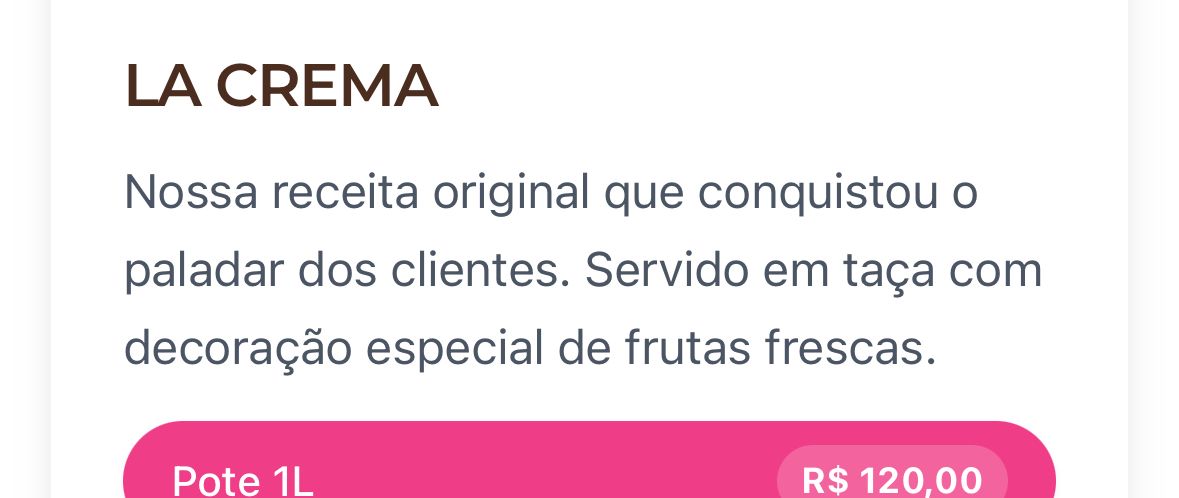 LA CREMA
Nossa receita original que conquistou o
paladar dos clientes. Servido em taça com
decoração especial de frutas frescas.
Pote 1L R$ 120,00